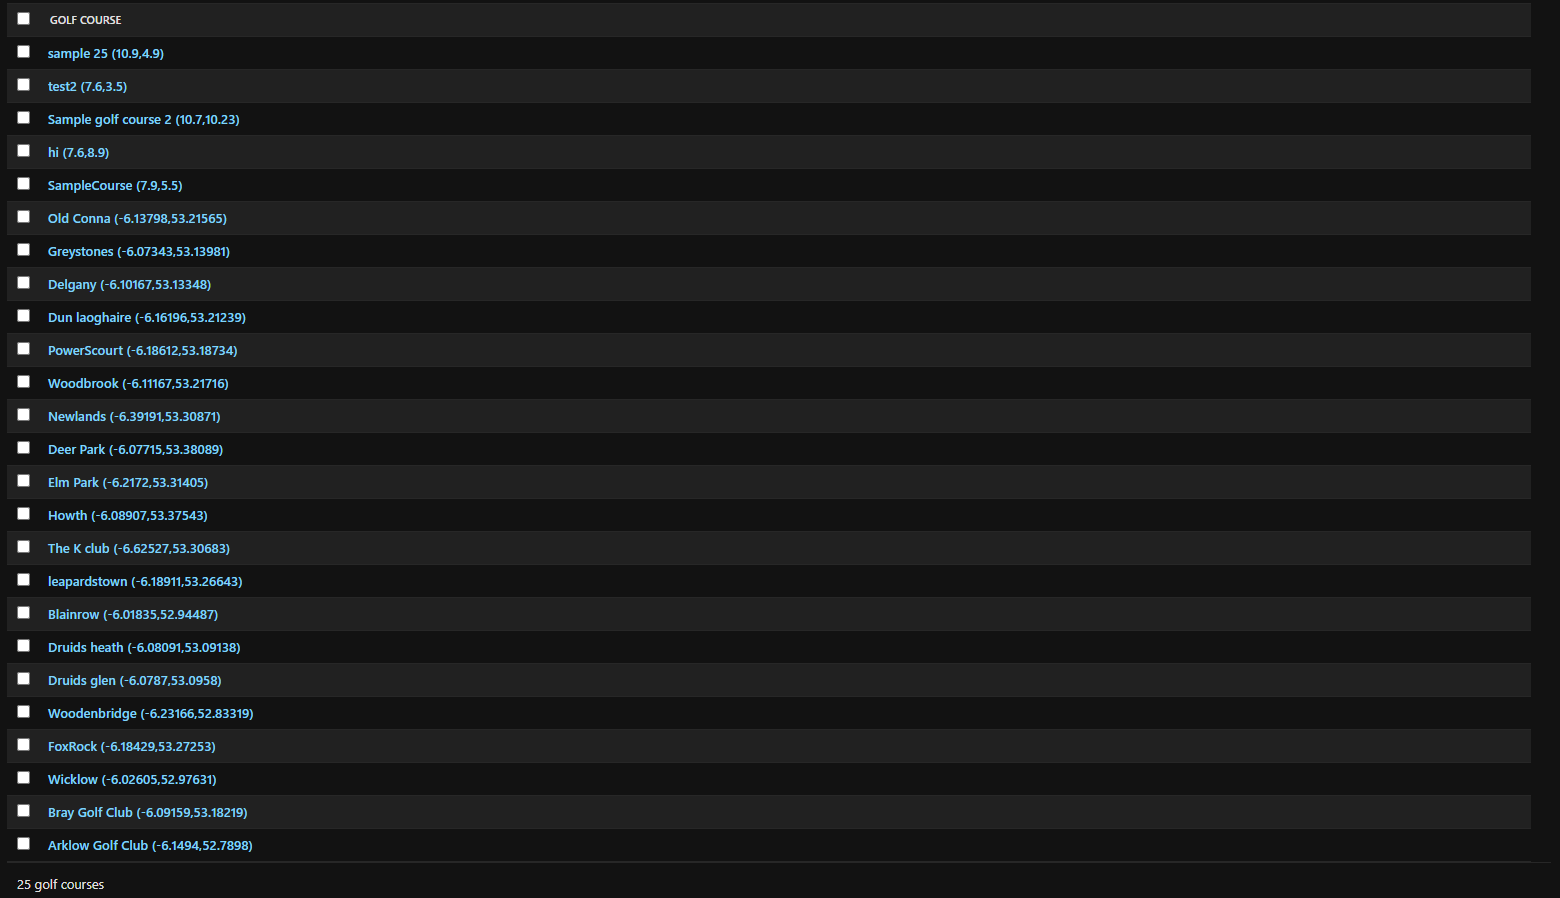 GOLF COURSE
sample 25 (10.9,4.9)
test2 (7.6,3.5)
Sample golf course 2 (10.7,10.23)
hi (7.6,8.9)
SampleCourse (7.9,5.5)
Old Conna (-6.13798,53.21565)
Greystones (-6.07343,53.13981)
Delgany (-6.10167,53.13348)
Dun laoghaire (-6.16196,53.21239)
PowerScourt (-6.18612,53.18734)
Woodbrook (-6.11167,53.21716)
Newlands (-6.39191,53.30871)
Deer Park (-6.07715,53.38089)
Elm Park (-6.2172,53.31405)
Howth (-6.08907,53.37543)
The K club (-6.62527,53.30683)
leapardstown (-6.18911,53.26643)
Blainrow (-6.01835,52.94487)
Druids heath (-6.08091,53.09138)
Druids glen (-6.0787,53.0958)
Woodenbridge (-6.23166,52.83319)
FoxRock (-6.18429,53.27253)
Wicklow (-6.02605,52.97631)
Bray Golf Club (-6.09159,53.18219)
Arklow Golf Club (-6.1494,52.7898)
25 golf courses